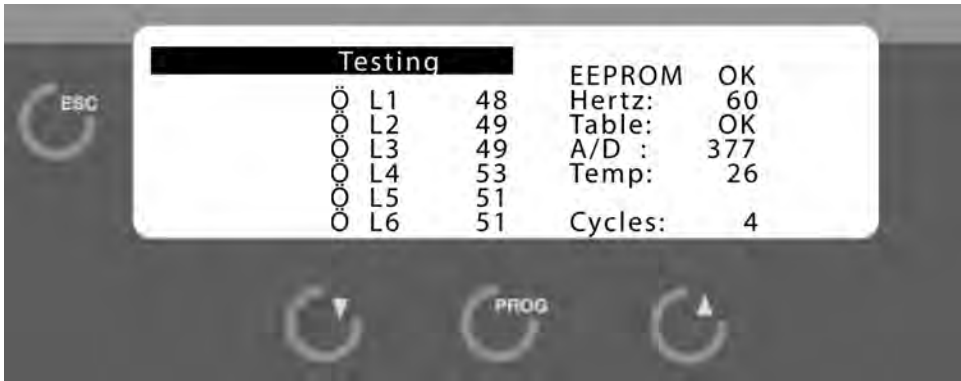 Testing
ESC
Ö L1 48
Ö L2 49
Ö L3 49
Ö L4 53
Ö L5 51
Ö L6 51
EEPROM OK
Hertz: 60
Table: OK
A/D : 377
Temp: 26
Cycles: 4
PROG